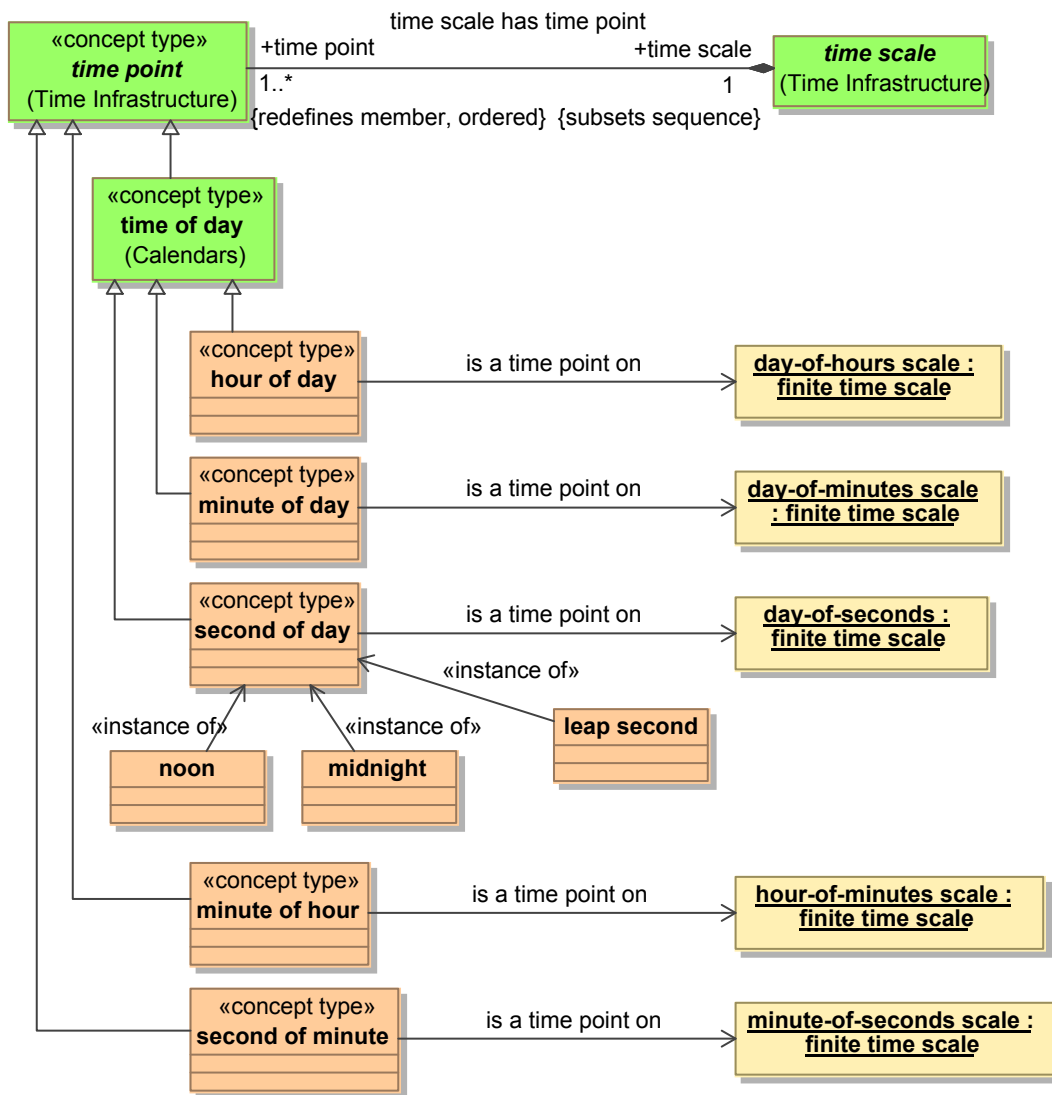 time scale has time point
«concept type»
time point
(Time Infrastructure)
+time point
+time scale
1..*
1
{redefines member, ordered}
{subsets sequence}
time scale
(Time Infrastructure)
«concept type»
time of day
(Calendars)
«concept type»
hour of day
is a time point on
day-of-hours scale :
finite time scale
«concept type»
minute of day
is a time point on
day-of-minutes scale
: finite time scale
«concept type»
second of day
is a time point on
day-of-seconds :
finite time scale
«instance of»
«instance of»
«instance of»
leap second
noon
midnight
«concept type»
minute of hour
is a time point on
hour-of-minutes scale :
finite time scale
«concept type»
second of minute
is a time point on
minute-of-seconds scale :
finite time scale